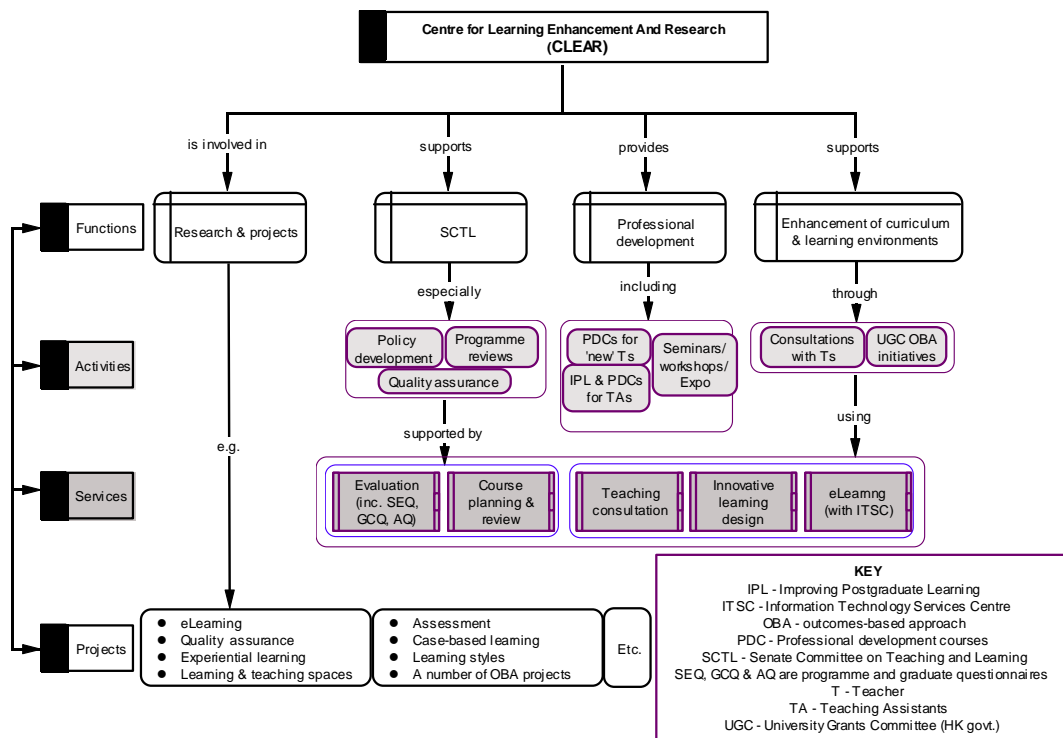 Centre for Learning Enhancement And Research
(CLEAR)
is involved in
supports
provides
supports
Functions
Research & projects
SCTL
Professional
development
Enhancement of curriculum
& learning environments
especially
including
through
Activities
Policy
development
Programme
reviews
Quality assurance
PDCs for
'new' Ts
IPL & PDCs
for TAs
Seminars/
workshops/
Expo
Consultations
with Ts
UGC OBA
initiatives
e.g.
supported by
using
Services
Evaluation
(inc. SEQ,
GCQ, AQ)
Course
planning &
review
Teaching
consultation
Innovative
learning
design
eLearnng
(with ITSC)
Projects
● eLearning
● Quality assurance
● Experiential learning
● Learning & teaching spaces
● Assessment
● Case-based learning
● Learning styles
● A number of OBA projects
Etc.
KEY
IPL - Improving Postgraduate Learning
ITSC - Information Technology Services Centre
OBA - outcomes-based approach
PDC - Professional development courses
SCTL - Senate Committee on Teaching and Learning
SEQ, GCQ & AQ are programme and graduate questionnaires
T - Teacher
TA - Teaching Assistants
UGC - University Grants Committee (HK govt.)